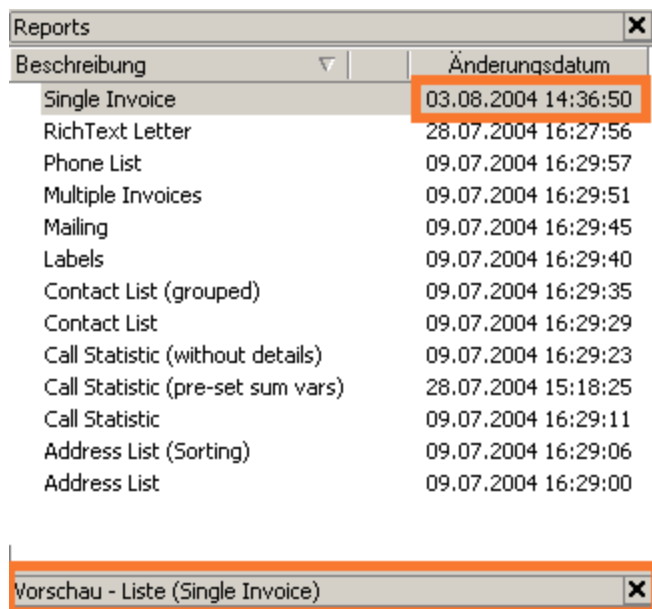 Reports
Beschreibung Änderungsdatum
Single Invoice 03.08.2004 14:36:50
RichText Letter 28.07.2004 16:27:56
Phone List 09.07.2004 16:29:57
Multiple Invoices 09.07.2004 16:29:51
Mailing 09.07.2004 16:29:45
Labels 09.07.2004 16:29:40
Contact List (grouped) 09.07.2004 16:29:35
Contact List 09.07.2004 16:29:29
Call Statistic (without details) 09.07.2004 16:29:23
Call Statistic (pre-set sum vars) 28.07.2004 15:18:25
Call Statistic 09.07.2004 16:29:11
Address List (Sorting) 09.07.2004 16:29:06
Address List 09.07.2004 16:29:00
Vorschau - Liste (Single Invoice)